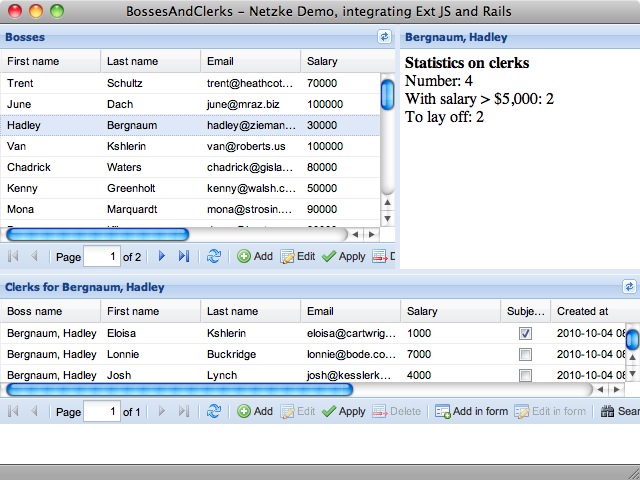 BossesAndClerks – Netzke Demo, integrating Ext JS and Rails
Bosses
First name Last name Email Salary
Trent Schultz trent@heathcot... 70000
June Dach june@mraz.biz 100000
Hadley Bergnaum hadley@zieman... 30000
Van Kshlerin van@roberts.us 100000
Chadrick Waters chadrick@gisla... 80000
Kenny Greenholt kenny@walsh.c... 50000
Mona Marquardt mona@strosin.... 90000
Page 1 of 2 Add Edit Apply
Bergnaum, Hadley
Statistics on clerks
Number: 4
With salary > $5,000: 2
To lay off: 2
Clerks for Bergnaum, Hadley
Boss name First name Last name Email Salary Subje... Created at
Bergnaum, Hadley Eloisa Kshlerin eloisa@cartwrig... 1000 2010-10-04 08
Bergnaum, Hadley Lonnie Buckridge lonnie@bode.co... 7000 2010-10-04 08
Bergnaum, Hadley Josh Lynch josh@kesslerk... 4000 2010-10-04 08
Page 1 of 1 Add Edit Apply Delete Add in form Edit in form Sear